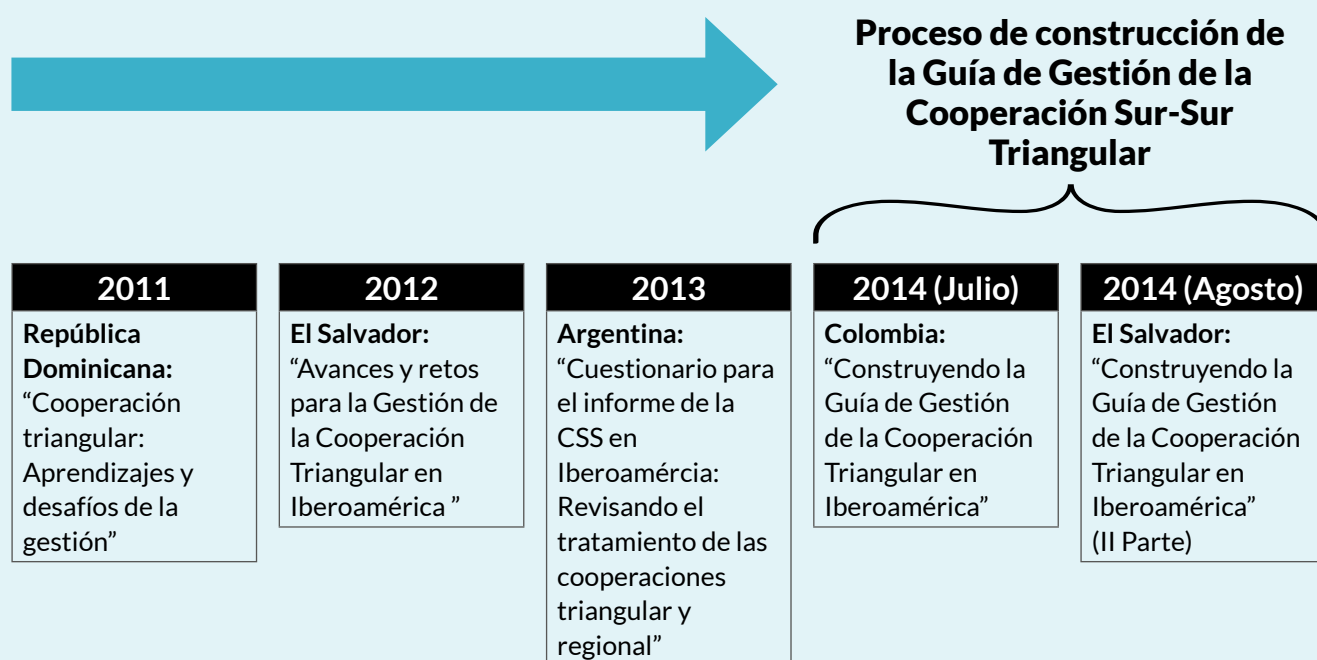 Proceso de construcción de
la Guía de Gestión de la
Cooperación Sur-Sur
Triangular
2011
República
Dominicana:
“Cooperación
triangular:
Aprendizajes y
desafíos de la
gestión”
2012
El Salvador:
“Avances y retos
para la Gestión de
la Cooperación
Triangular en
Iberoamérica ”
2013
Argentina:
“Cuestionario para
el informe de la
CSS en
Iberoamércia:
Revisando el
tratamiento de las
cooperaciones
triangular y
regional”
2014 (Julio)
Colombia:
“Construyendo la
Guía de Gestión
de la Cooperación
Triangular en
Iberoamérica”
2014 (Agosto)
El Salvador:
“Construyendo la
Guía de Gestión
de la Cooperación
Triangular en
Iberoamérica”
(II Parte)